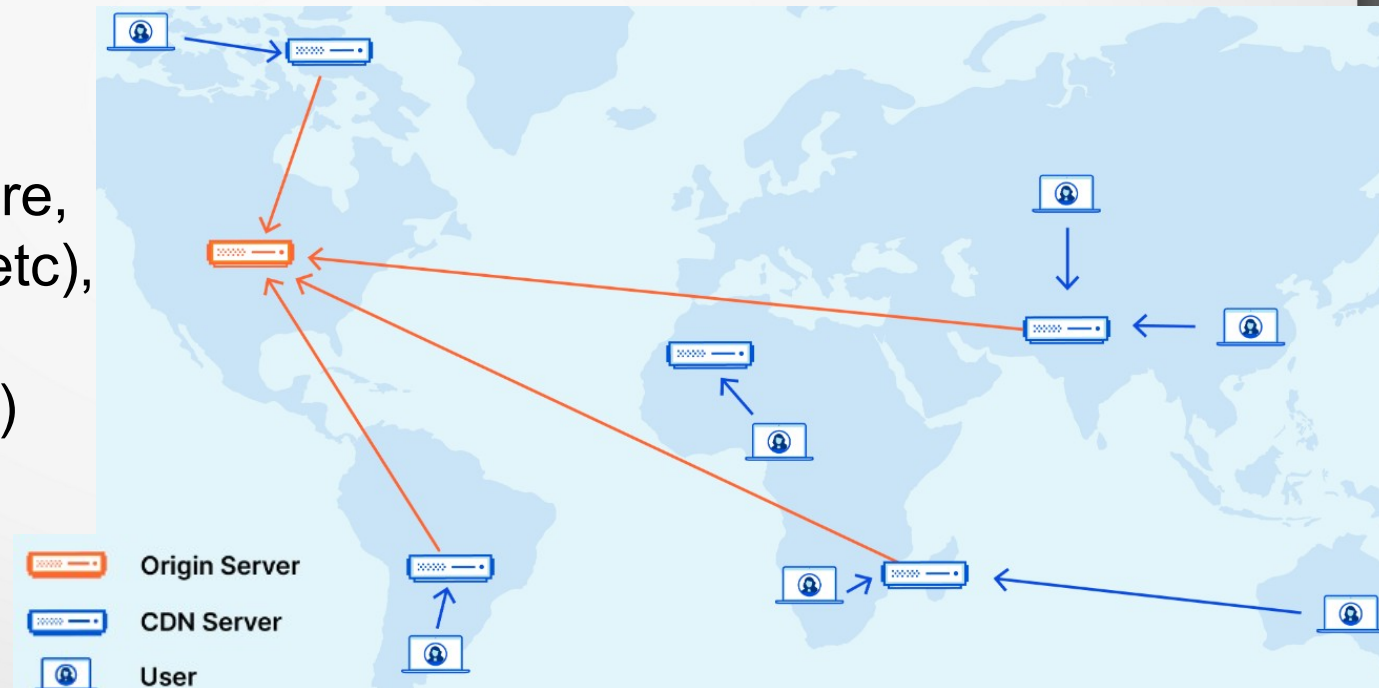 re,
etc),
)
Origin Server
CDN Server
User